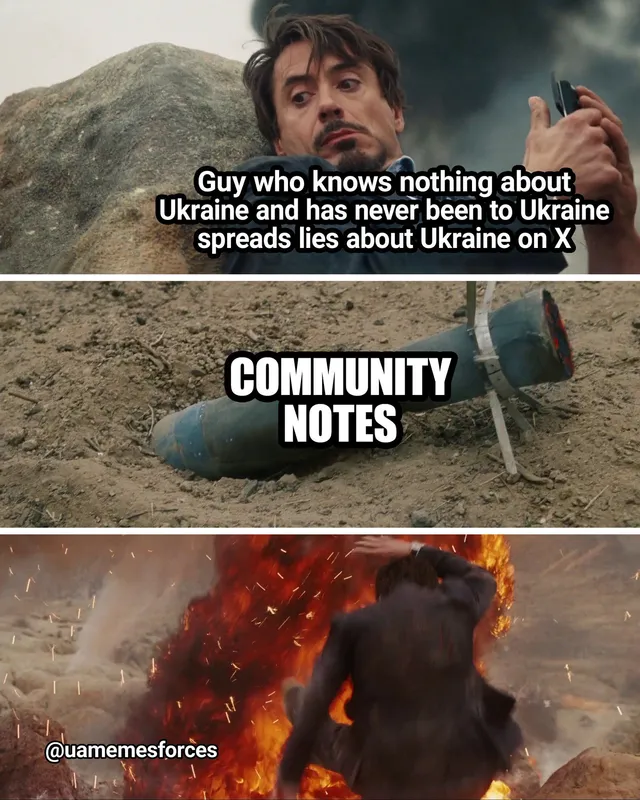 Guy who knows nothing about
Ukraine and has never been to Ukraine
spreads lies about Ukraine on X
COMMUNITY
NOTES
@uamemesforces